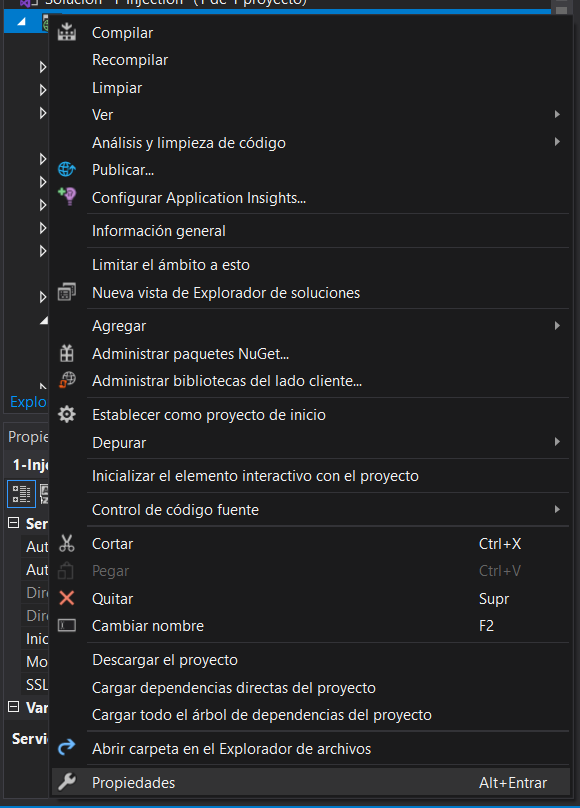 Solución "1-Injection" (1 de 1 proyecto)
Compilar
Recompilar
Limpiar
Ver
Análisis y limpieza de código
Publicar...
Configurar Application Insights...
Información general
Limitar el ámbito a esto
Nueva vista de Explorador de soluciones
Agregar
Administrar paquetes NuGet...
Administrar bibliotecas del lado cliente...
Explo
Establecer como proyecto de inicio
Propie
Depurar
1-Inje
Inicializar el elemento interactivo con el proyecto
Control de código fuente
Ser
Cortar Ctrl+X
Aut
Pegar Ctrl+V
Aut
Dire
Quitar Supr
Dire
Cambiar nombre F2
Inic
Mo
Descargar el proyecto
SSL
Cargar dependencias directas del proyecto
Var
Cargar todo el árbol de dependencias del proyecto
Servi
Abrir carpeta en el Explorador de archivos
Propiedades Alt+Entrar